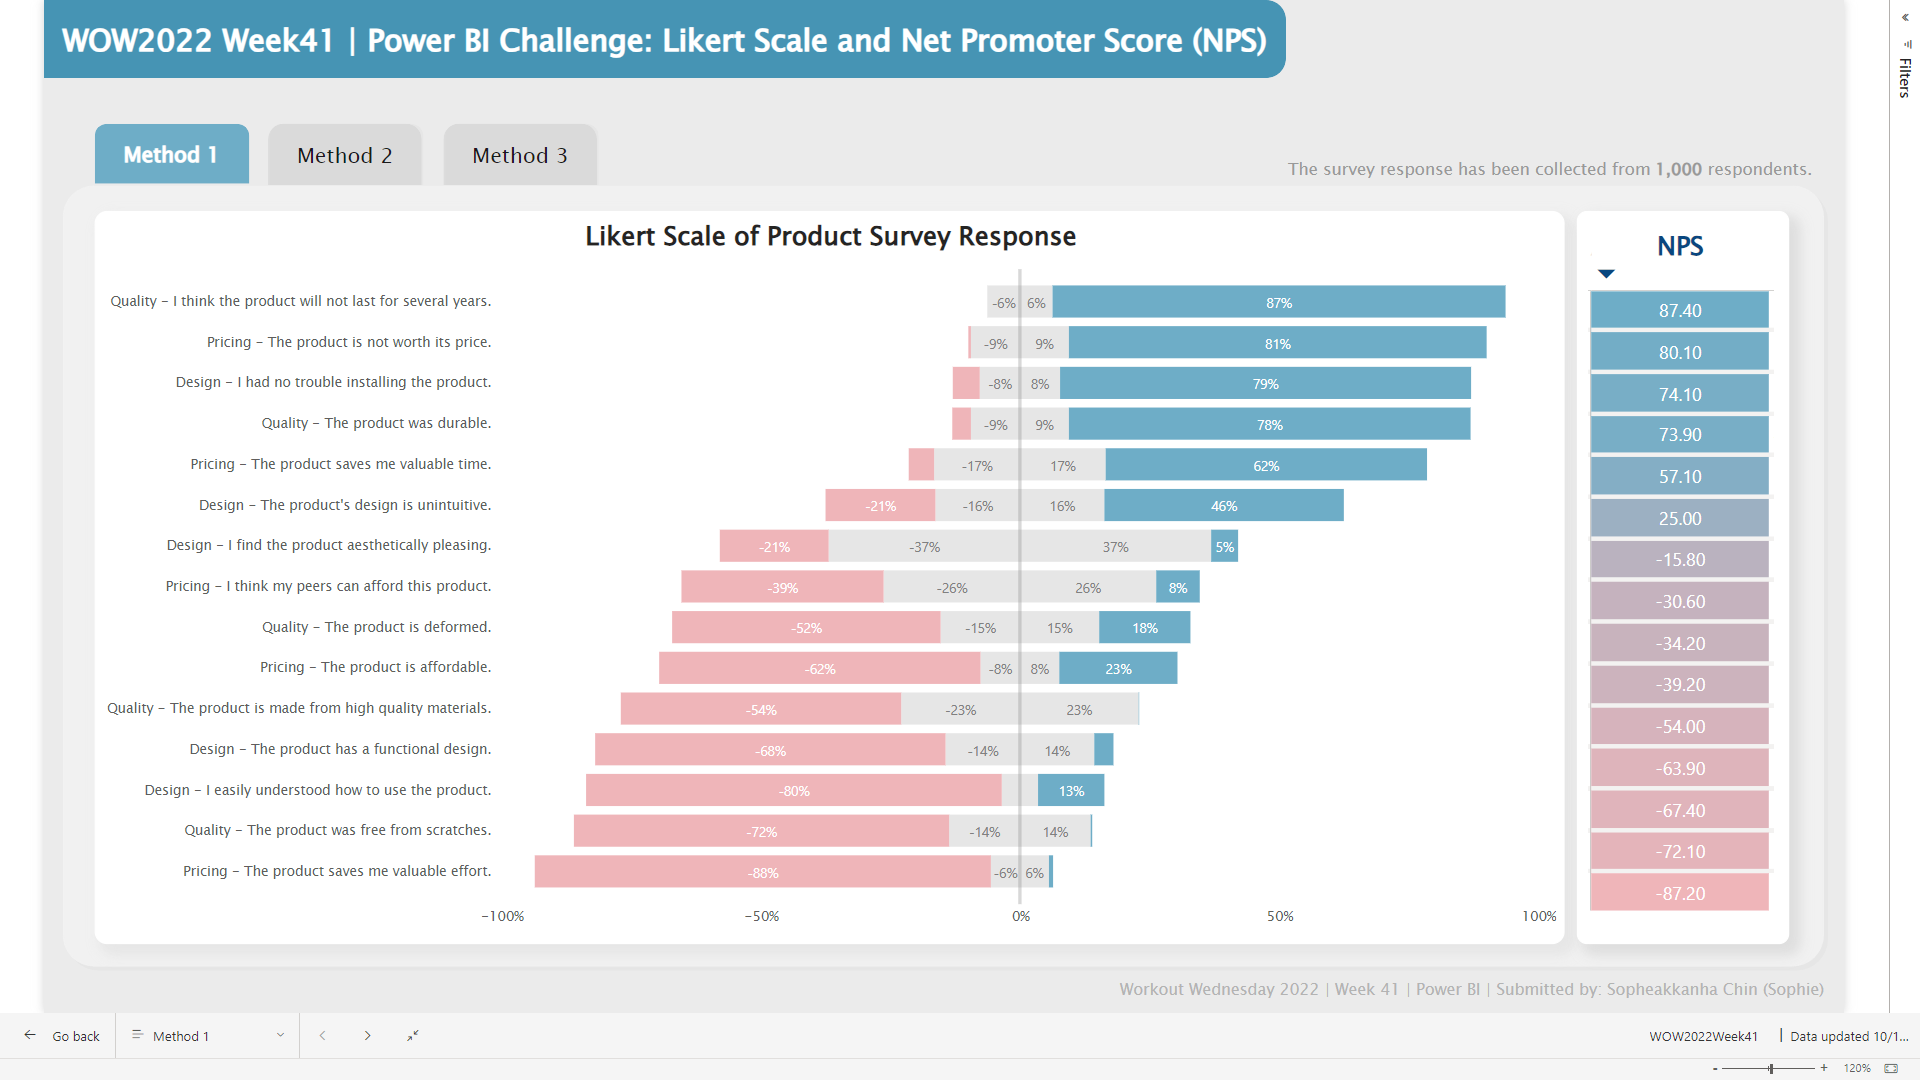 WOW2022 Week41 | Power BI Challenge: Likert Scale and Net Promoter Score (NPS)
«
Filters
Method 1
Method 2
Method 3
The survey response has been collected from 1,000 respondents.
Likert Scale of Product Survey Response
NPS
Quality - I think the product will not last for several years. -6% 6% 87% 87.40
Pricing - The product is not worth its price. -9% 9% 81% 80.10
Design - I had no trouble installing the product. -8% 8% 79% 74.10
Quality - The product was durable. -9% 9% 78% 73.90
Pricing - The product saves me valuable time. -17% 17% 62% 57.10
Design - The product's design is unintuitive. -21% -16% 16% 46% 25.00
Design - I find the product aesthetically pleasing. -21% -37% 37% 5% -15.80
Pricing - I think my peers can afford this product. -39% -26% 26% 8% -30.60
Quality - The product is deformed. -52% -15% 15% 18% -34.20
Pricing - The product is affordable. -62% -8% 8% 23% -39.20
Quality - The product is made from high quality materials. -54% -23% 23% -54.00
Design - The product has a functional design. -68% -14% 14% -63.90
Design - I easily understood how to use the product. -80% 13% -67.40
Quality - The product was free from scratches. -72% -14% 14% -72.10
Pricing - The product saves me valuable effort. -88% -6% 6% -87.20
-100% -50% 0% 50% 100%
Workout Wednesday 2022 | Week 41 | Power BI | Submitted by: Sopheakkanha Chin (Sophie)
Go back
Method 1
WOW2022Week41 | Data updated 10/1...
- + 120%